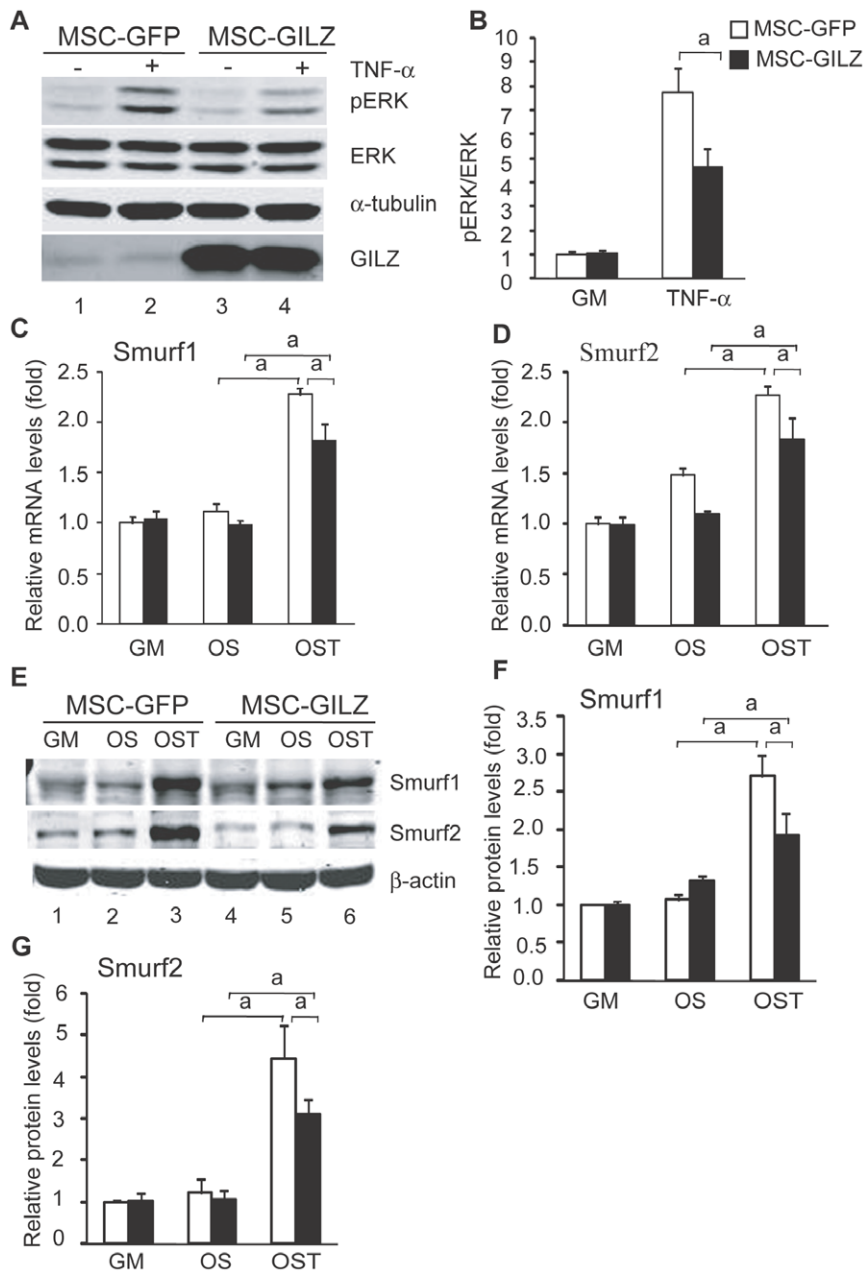 A
MSC-GFP MSC-GILZ
- + - + TNF-α
pERK
ERK
α-tubulin
GILZ
1 2 3 4
B
MSC-GFP
MSC-GILZ
a
pERK/ERK
10
9
8
7
6
5
4
3
2
1
0
GM TNF-α
C
Smurf1
a
a a
Relative mRNA levels (fold)
2.5
2.0
1.5
1.0
0.5
0.0
GM OS OST
D
Smurf2
a
a a
Relative mRNA levels (fold)
2.5
2.0
1.5
1.0
0.5
0.0
GM OS OST
E
MSC-GFP MSC-GILZ
GM OS OST GM OS OST
Smurf1
Smurf2
β-actin
1 2 3 4 5 6
F
Smurf1
a
a a
Relative protein levels (fold)
3.5
3.0
2.5
2.0
1.5
1.0
0.5
0.0
GM OS OST
G
Smurf2
a
a a
Relative protein levels (fold)
6
5
4
3
2
1
0
GM OS OST